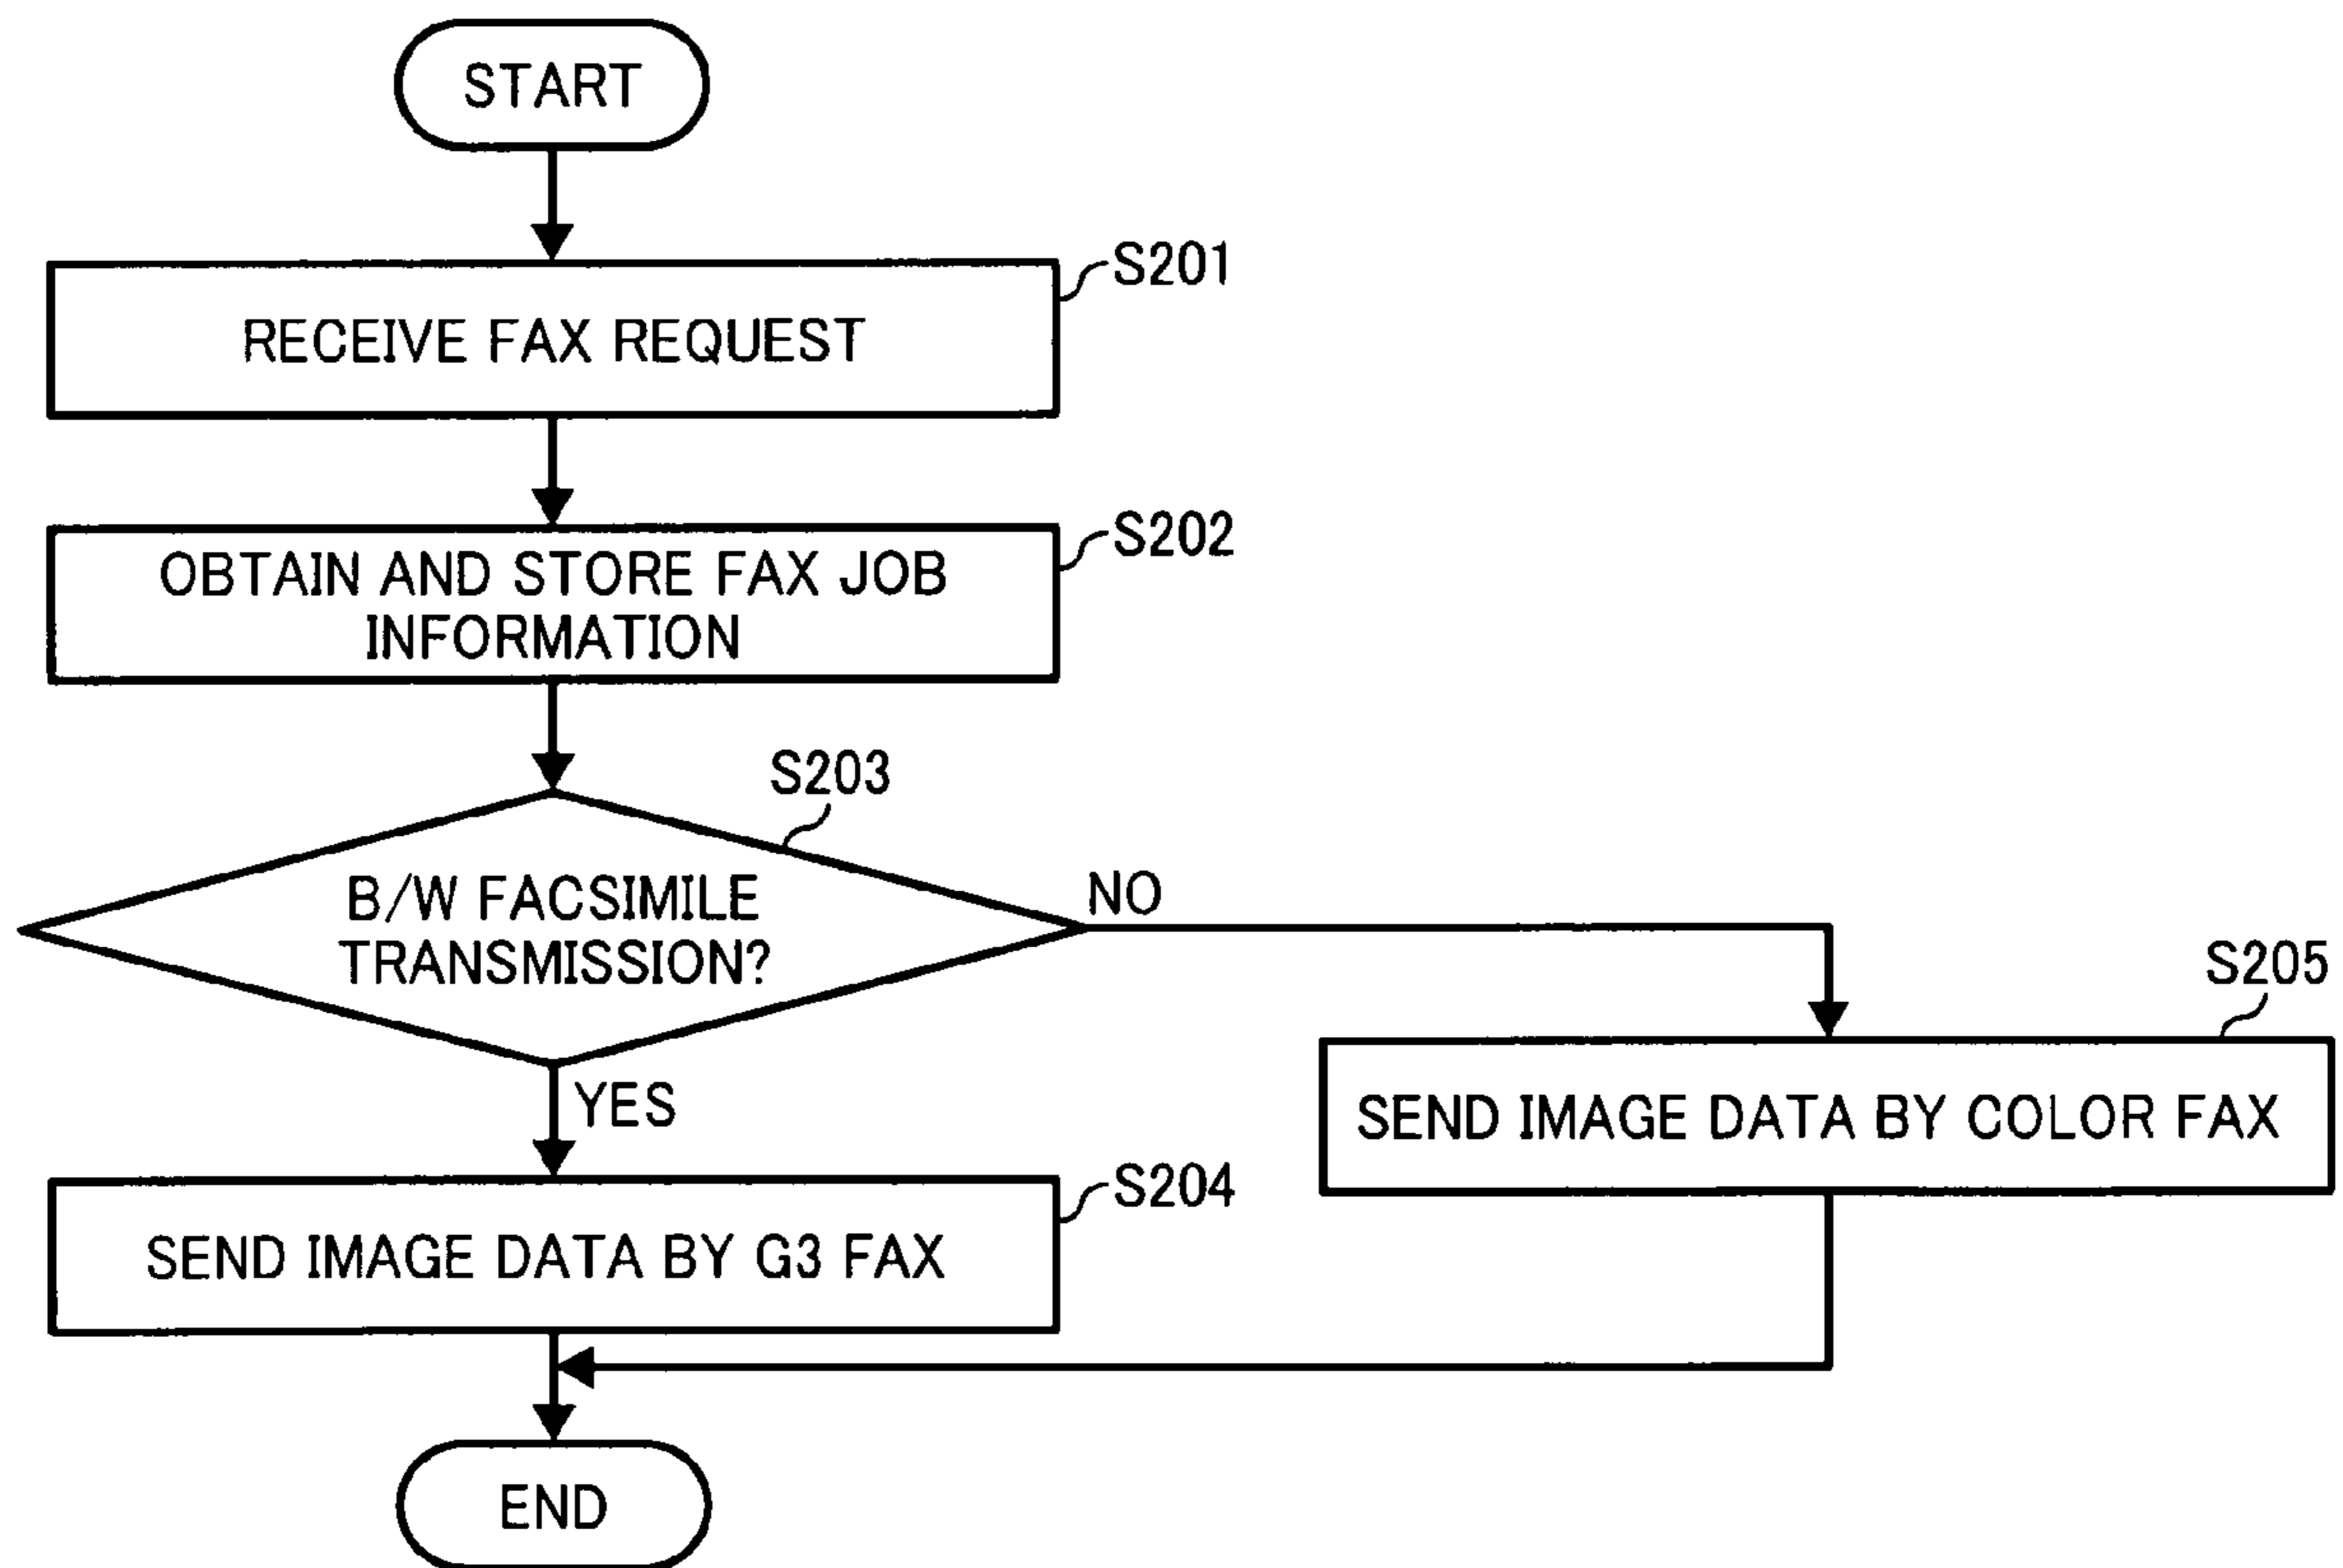 START
S201
RECEIVE FAX REQUEST
S202
OBTAIN AND STORE FAX JOB
INFORMATION
S203
B/W FACSIMILE
TRANSMISSION?
NO
YES
S205
SEND IMAGE DATA BY COLOR FAX
S204
SEND IMAGE DATA BY G3 FAX
END